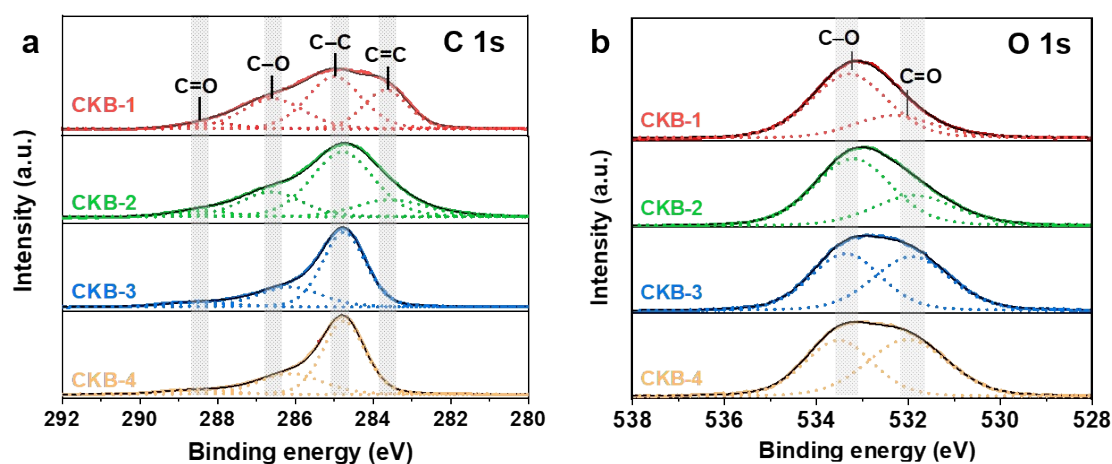 a
C 1s
C=O
C–O
C–C
C=C
CKB-1
CKB-2
CKB-3
CKB-4
Intensity (a.u.)
292 290 288 286 284 282 280
Binding energy (eV)
b
O 1s
C–O
C=O
CKB-1
CKB-2
CKB-3
CKB-4
Intensity (a.u.)
538 536 534 532 530 528
Binding energy (eV)